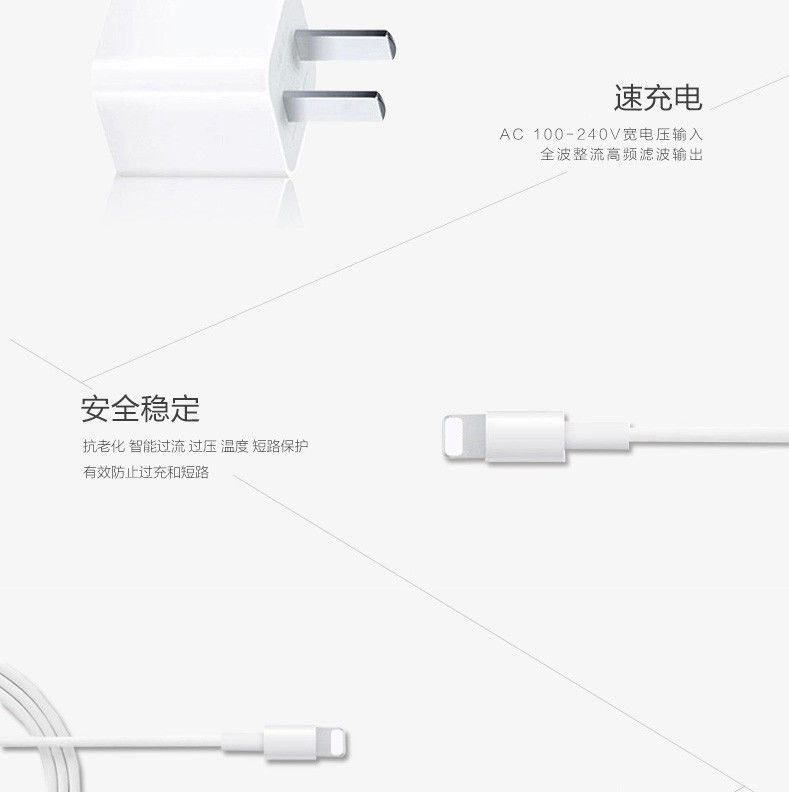 速充电
AC 100-240V宽电压输入
全波整流高频滤波输出
安全稳定
抗老化 智能过流 过压 温度 短路保护
有效防止过充和短路